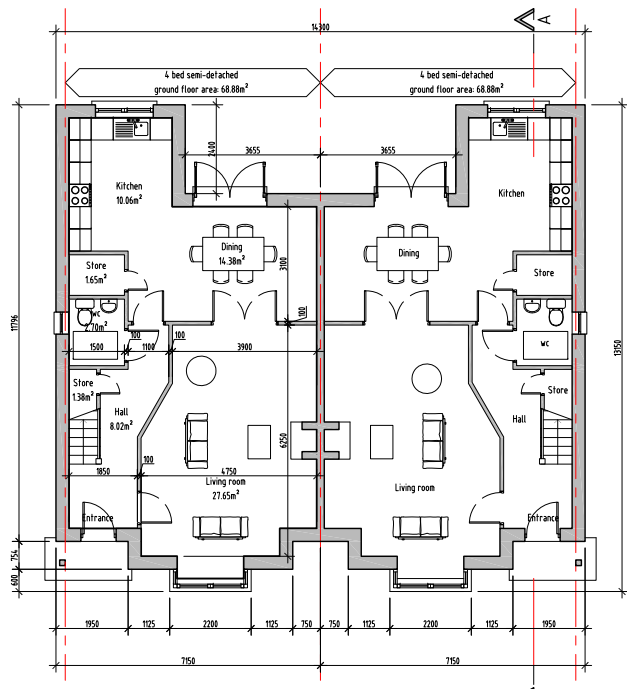 14300
A
4 bed semi-detached
ground floor area: 68.88m²
4 bed semi-detached
ground floor area: 68.88m²
2400
3655
3655
Kitchen
10.06m²
Kitchen
Dining
14.38m²
3100
Dining
Store
1.65m²
Store
WC
2.70m²
100
WC
11796
13150
1500
100
1100
100
3900
Store
1.38m²
Hall
8.02m²
Store
Hall
6250
1850
100
4750
Living room
27.65m²
Living room
Entrance
Entrance
754
600
1950
1125
2200
1125
750
750
1125
2200
1125
1950
7150
7150